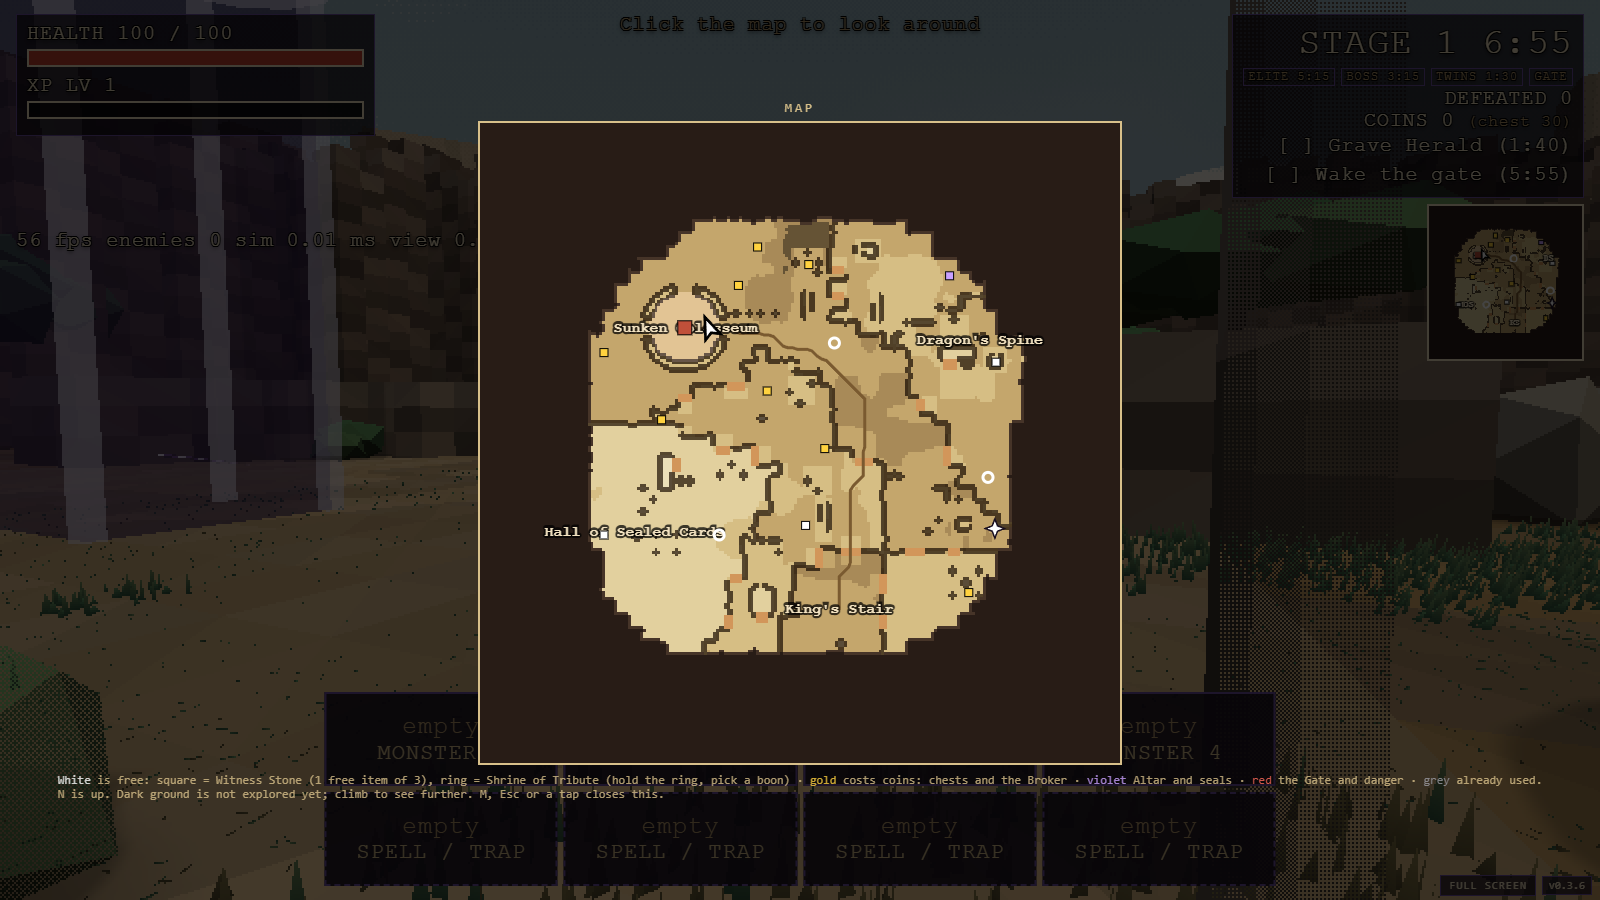 HEALTH 100 / 100
XP LV 1
Click the map to look around
STAGE 1 6:55
ELITE 5:15 BOSS 3:15 TWINS 1:30 GATE
DEFEATED 0
COINS 0 (chest 30)
[ ] Grave Herald (1:40)
[ ] Wake the gate (5:55)
56 fps enemies 0 sim 0.01 ms view 0.
MAP
Sunken
Dragon's Spine
Hall of Sealed Cards
King's Stair
empty
MONSTER
empty
NSTER 4
White is free: square = Witness Stone (1 free item of 3), ring = Shrine of Tribute (hold the ring, pick a boon) · gold costs coins: chests and the Broker · violet Altar and seals · red the Gate and danger · grey already used.
N is up. Dark ground is not explored yet; climb to see further. M, Esc or a tap closes this.
empty
SPELL / TRAP
empty
SPELL / TRAP
empty
SPELL / TRAP
empty
SPELL / TRAP
FULL SCREEN
v0.3.6